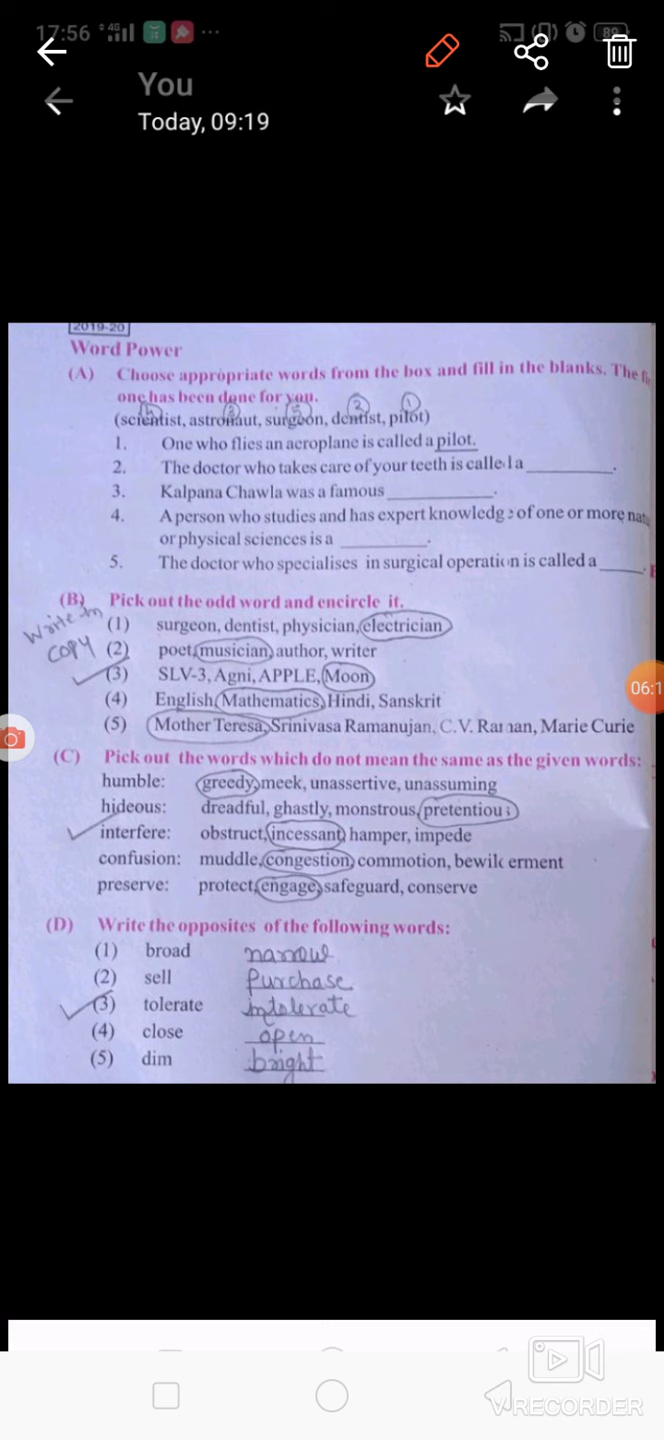 17:56 4G 89
You
Today, 09:19
2019-20
Word Power
(A) Choose appropriate words from the box and fill in the blanks. The
one has been done for you.
(scientist, astronaut, surgeon, dentist, pilot)
1. One who flies an aeroplane is called a pilot.
2. The doctor who takes care of your teeth is called a ________.
3. Kalpana Chawla was a famous ________.
4. A person who studies and has expert knowledge of one or more
or physical sciences is a ________.
5. The doctor who specialises in surgical operation is called a ____.
(B) Pick out the odd word and encircle it.
Write in
copy
(1) surgeon, dentist, physician, electrician
(2) poet, musician, author, writer
(3) SLV-3, Agni, APPLE, Moon
(4) English, Mathematics, Hindi, Sanskrit
06:1
(5) Mother Teresa, Srinivasa Ramanujan, C.V. Raman, Marie Curie
(C) Pick out the words which do not mean the same as the given words:
humble: greedy, meek, unassertive, unassuming
hideous: dreadful, ghastly, monstrous, pretentious
interfere: obstruct, incessant, hamper, impede
confusion: muddle, congestion, commotion, bewilderment
preserve: protect, engage, safeguard, conserve
(D) Write the opposites of the following words:
(1) broad narrow
(2) sell Purchase
(3) tolerate intolerate
(4) close open
(5) dim bright
V RECORDER